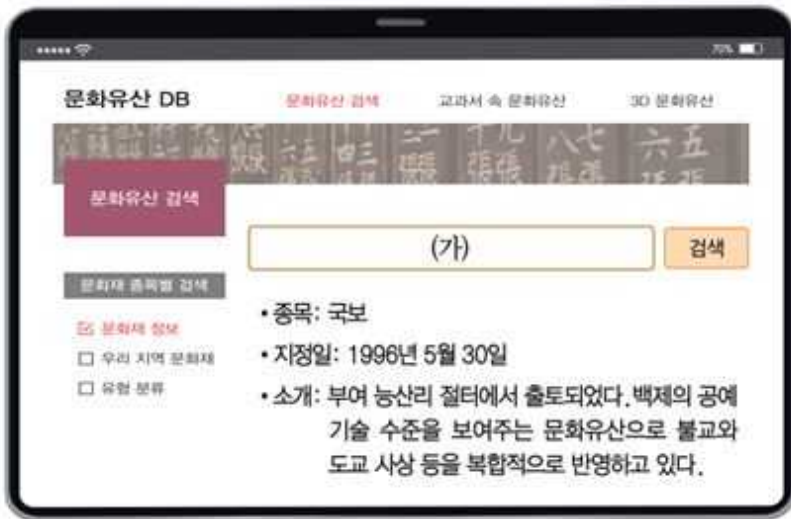 70%
문화유산 DB 문화유산 검색 교과서 속 문화유산 3D 문화유산
문화유산 검색
(가) 검색
문화재 종목별 검색
문화재 정보
우리 지역 문화재
유형 분류
• 종목: 국보
• 지정일: 1996년 5월 30일
• 소개: 부여 능산리 절터에서 출토되었다. 백제의 공예
기술 수준을 보여주는 문화유산으로 불교와
도교 사상 등을 복합적으로 반영하고 있다.